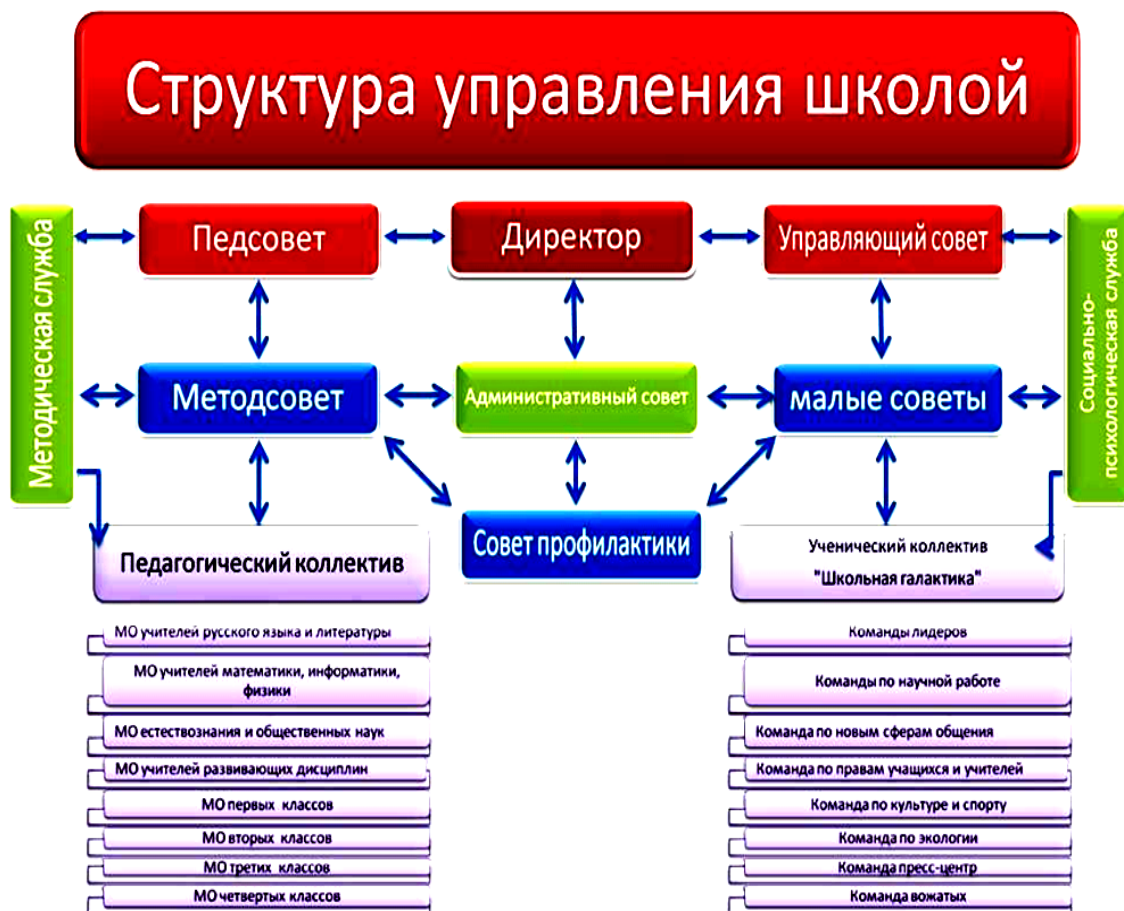 Структура управления школой
Методическая служба
Педсовет
Директор
Управляющий совет
Социально-
психологическая служба
Методсовет
Административный совет
малые советы
Совет профилактики
Педагогический коллектив
МО учителей русского языка и литературы
МО учителей математики, информатики,
физики
МО естествознания и общественных наук
МО учителей развивающих дисциплин
МО первых классов
МО вторых классов
МО третих классов
МО четвертых классов
Ученический коллектив
"Школьная галактика"
Команды лидеров
Команды по научной работе
Команда по новым сферам общения
Команда по правам учащихся и учителей
Команда по культуре и спорту
Команда по экологии
Команда пресс-центр
Команда вожатых